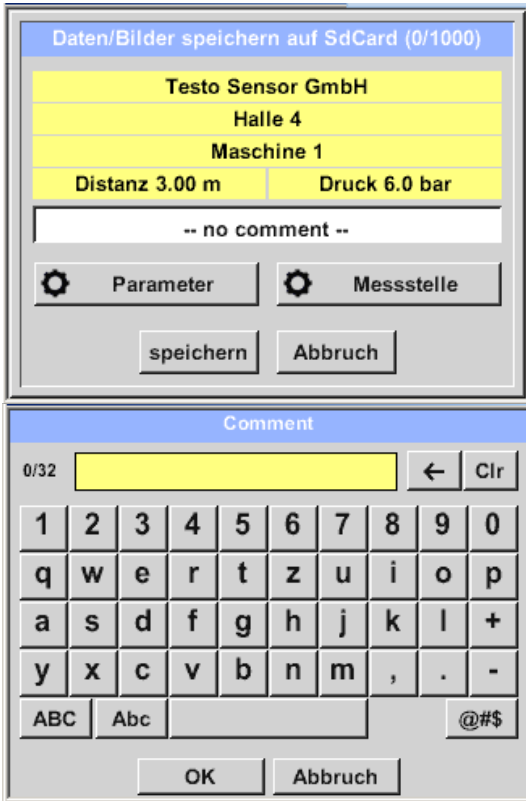 Daten/Bilder speichern auf SdCard (0/1000)
Testo Sensor GmbH
Halle 4
Maschine 1
Distanz 3.00 m Druck 6.0 bar
-- no comment --
Parameter Messstelle
speichern Abbruch
Comment
0/32 ← Clr
1 2 3 4 5 6 7 8 9 0
q w e r t z u i o p
a s d f g h j k l +
y x c v b n m , . -
ABC Abc @#$
OK Abbruch